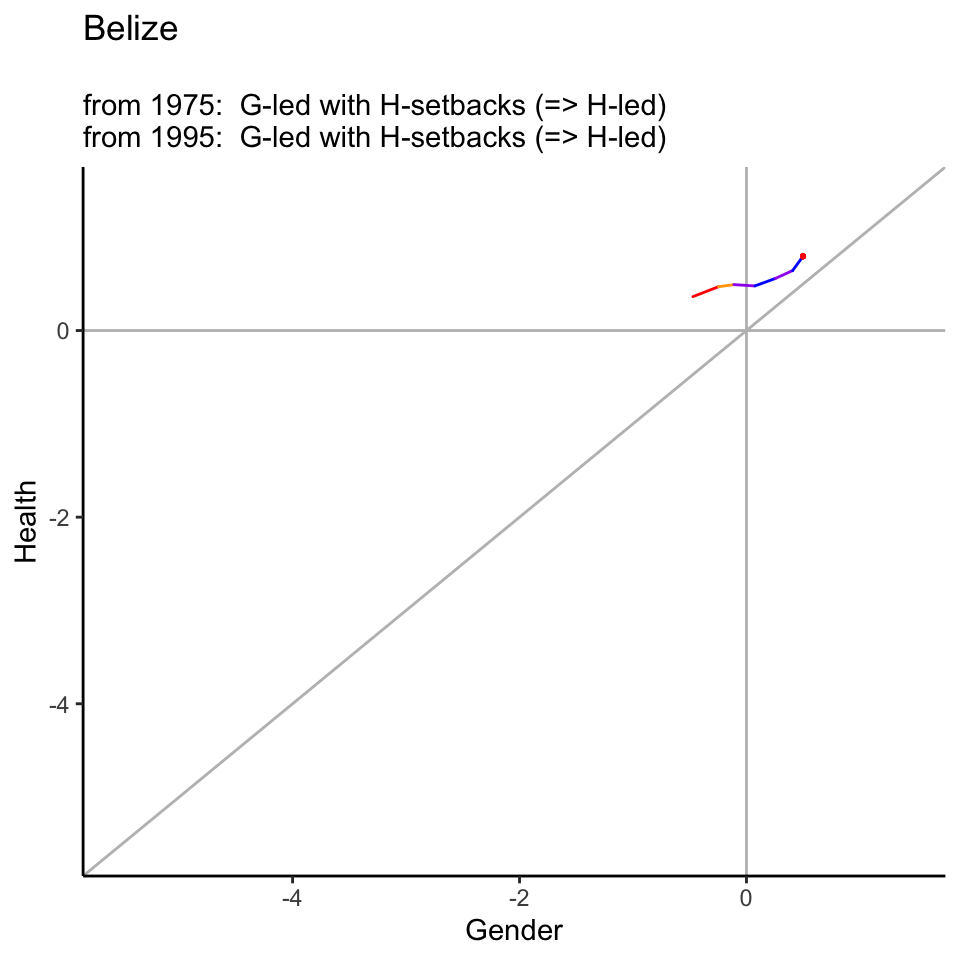 Belize
from 1975:  G-led with H-setbacks (=> H-led)
from 1995:  G-led with H-setbacks (=> H-led)
Health
0
-2
-4
-4
-2
0
Gender